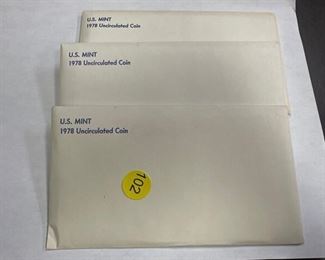 U.S. MINT
1978 Uncirculated Coin
U.S. MINT
1978 Uncirculated Coin
U.S. MINT
1978 Uncirculated Coin
102